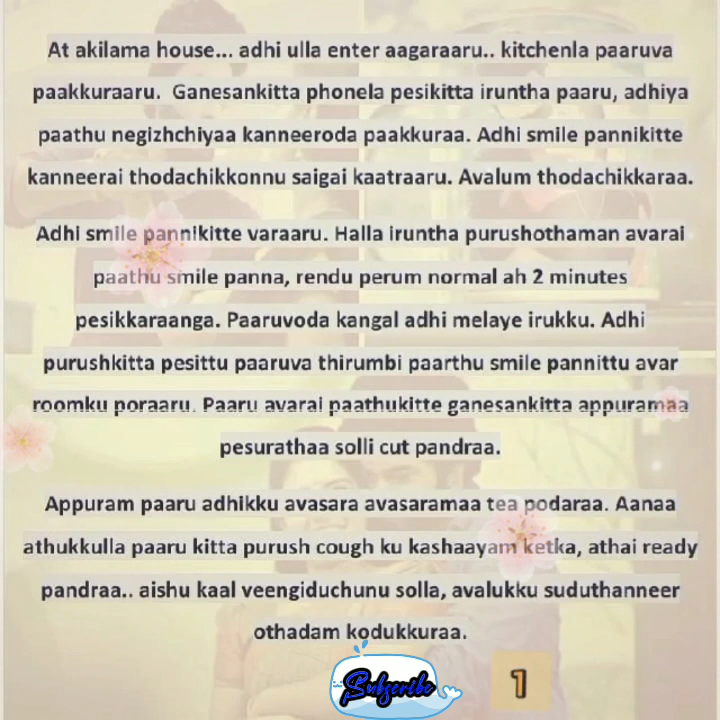 At akilama house... adhi ulla enter aagaraaru.. kitchenla paaruva
paakkuraaru. Ganesankitta phonela pesikitta iruntha paaru, adhiya
paathu negizhchiyaa kanneeroda paakkuraa. Adhi smile pannikitte
kanneerai thodachikkonnu saigai kaatraaru. Avalum thodachikkaraa.
Adhi smile pannikitte varaaru. Halla iruntha purushothaman avarai
paathu smile panna, rendu perum normal ah 2 minutes
pesikkaraanga. Paaruvoda kangal adhi melaye irukku. Adhi
purushkitta pesittu paaruva thirumbi paarthu smile pannittu avar
roomku poraaru. Paaru avarai paathukitte ganesankitta appuramaa
pesurathaa solli cut pandraa.
Appuram paaru adhikku avasara avasaramaa tea podaraa. Aanaa
athukkulla paaru kitta purush cough ku kashaayam ketka, athai ready
pandraa.. aishu kaal veengiduchunu solla, avalukku suduthanneer
othadam kodukkuraa.
Subscribe
1